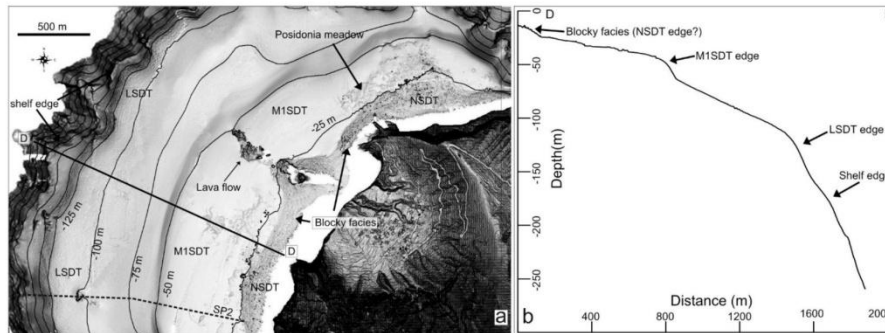 500 m
Posidonia meadow
shelf edge
LSDT
M1SDT
NSDT
-25 m
D
Lava flow
Blocky facies
-125 m
-100 m
-75 m
-50 m
M1SDT
D
LSDT
NSDT
SP2
a
D
0
-50
-100
-150
-200
-250
Depth(m)
Blocky facies (NSDT edge?)
M1SDT edge
LSDT edge
Shelf edge
Distance (m)
b
400
800
1200
1600